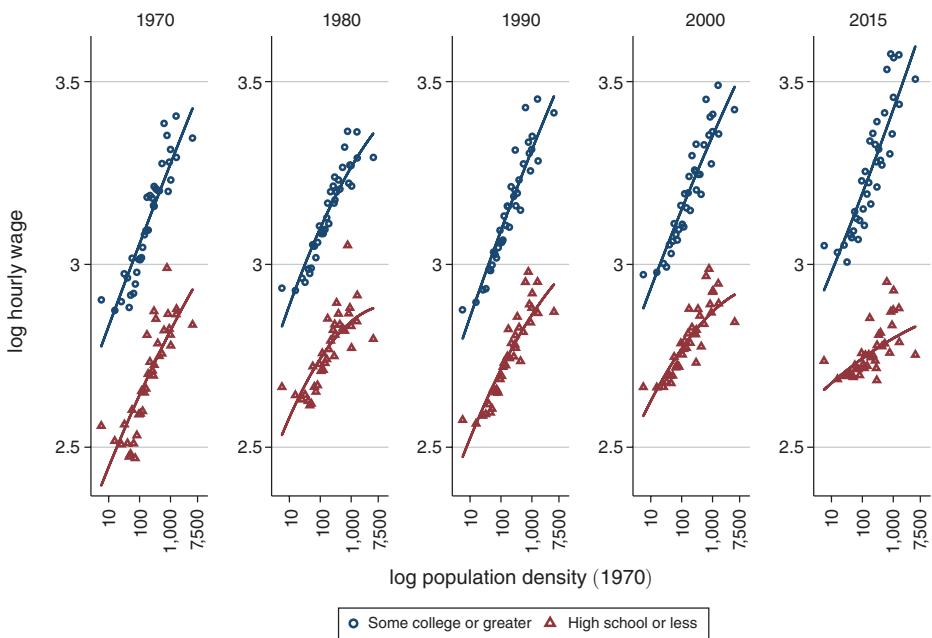 1970 1980 1990 2000 2015
log hourly wage
3.5 3.5 3.5 3.5 3.5
3 3 3 3 3
2.5 2.5 2.5 2.5 2.5
10 100 1,000 7,500 10 100 1,000 7,500 10 100 1,000 7,500 10 100 1,000 7,500 10 100 1,000 7,500
log population density (1970)
Some college or greater High school or less